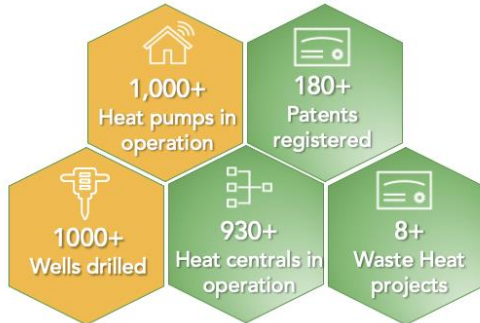 1,000+
Heat pumps in
operation
180+
Patents
registered
1000+
Wells drilled
930+
Heat centrals in
operation
8+
Waste Heat
projects